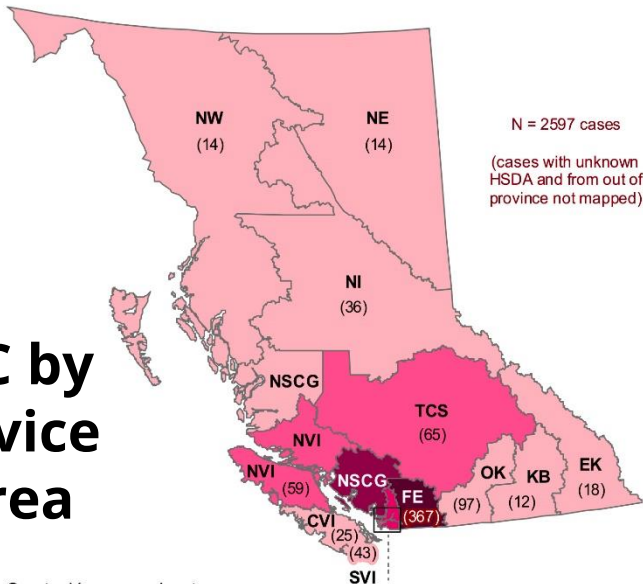 NW
(14)
NE
(14)
N = 2597 cases
(cases with unknown
HSDA and from out of
province not mapped)
NI
(36)
C by
vice
rea
NSCG
TCS
(65)
NVI
NVI
(59)
NSCG
FE
(367)
OK
(97)
KB
(12)
EK
(18)
CVI
(25)
(43)
SVI